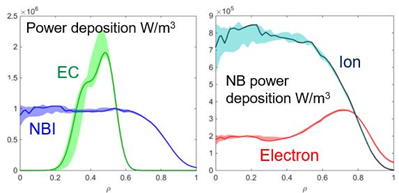 Power deposition W/m³
×10⁶
2.5
2
1.5
1
0.5
0
EC
NBI
0 0.2 0.4 0.6 0.8 1
ρ
×10⁵
9
8
7
6
5
4
3
2
1
0
Ion
NB power
deposition W/m³
Electron
0 0.2 0.4 0.6 0.8 1
ρ